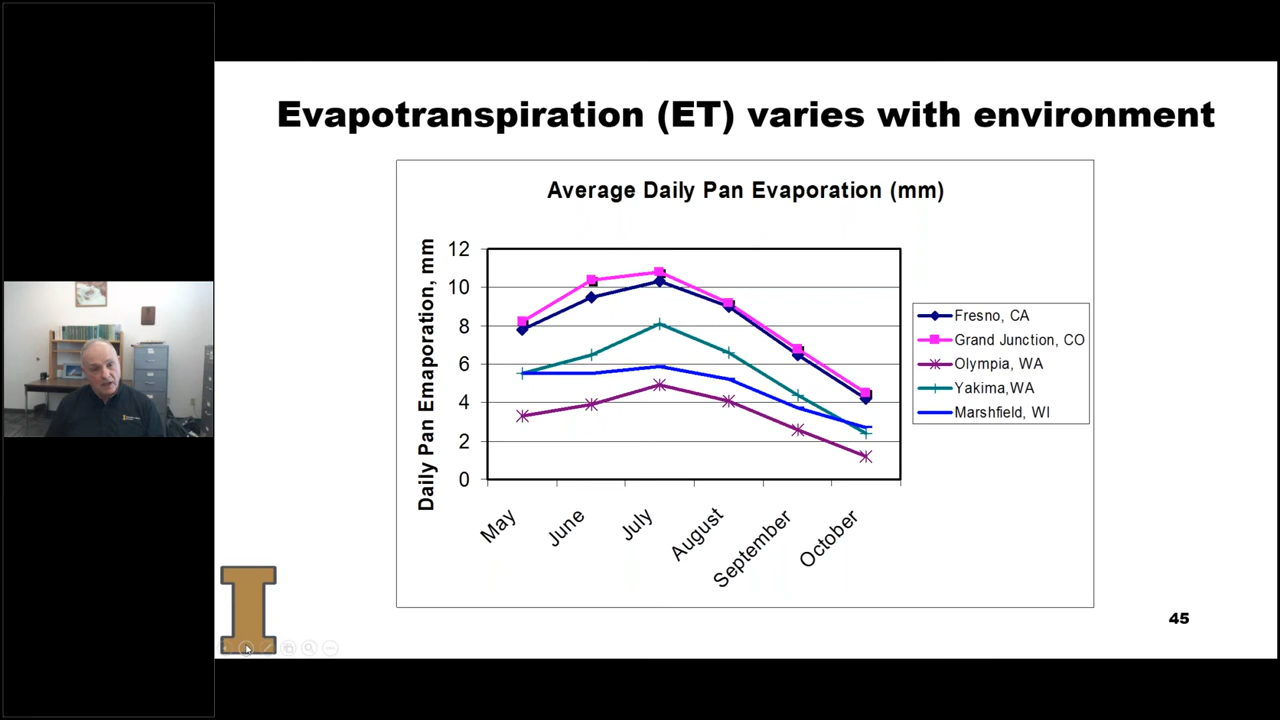 Evapotranspiration (ET) varies with environment
Average Daily Pan Evaporation (mm)
Daily Pan Emaporation, mm
12
10
8
6
4
2
0
May
June
July
August
September
October
Fresno, CA
Grand Junction, CO
Olympia, WA
Yakima,WA
Marshfield, WI
I
45